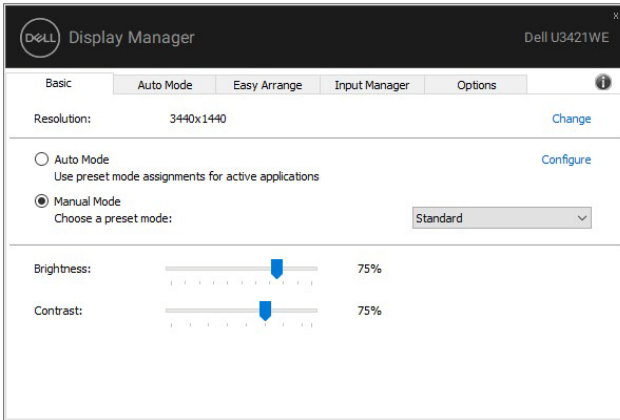 x
DELL Display Manager Dell U3421WE
Basic Auto Mode Easy Arrange Input Manager Options i
Resolution: 3440x1440 Change
Auto Mode Configure
Use preset mode assignments for active applications
Manual Mode
Choose a preset mode: Standard
Brightness: 75%
Contrast: 75%